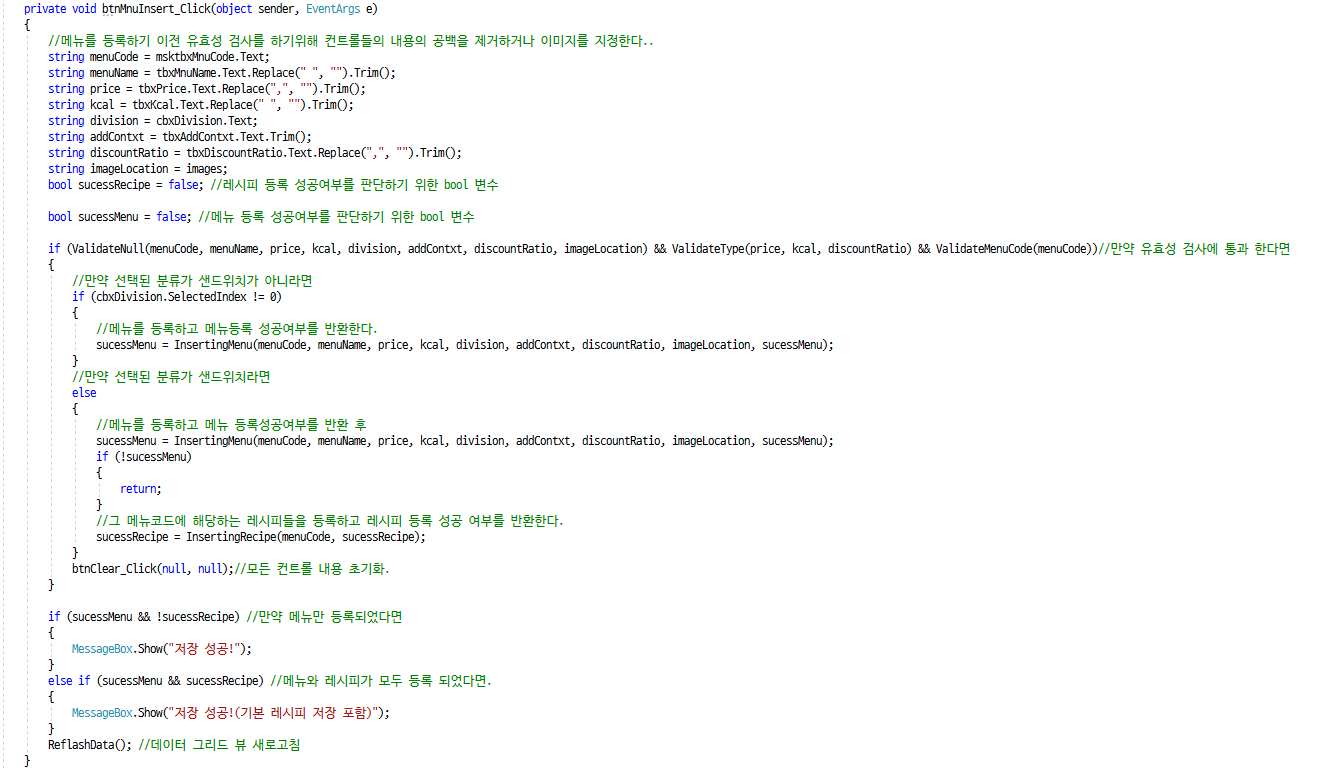 private void btnMnuInsert_Click(object sender, EventArgs e)
{
//메뉴를 등록하기 이전 유효성 검사를 하기위해 컨트롤들의 내용의 공백을 제거하거나 이미지를 지정한다..
string menuCode = msktbxMnuCode.Text;
string menuName = tbxMnuName.Text.Replace(" ", "").Trim();
string price = tbxPrice.Text.Replace(",", "").Trim();
string kcal = tbxKcal.Text.Replace(" ", "").Trim();
string division = cbxDivision.Text;
string addContxt = tbxAddContxt.Text.Trim();
string discountRatio = tbxDiscountRatio.Text.Replace(",", "").Trim();
string imageLocation = images;
bool sucessRecipe = false; //레시피 등록 성공여부를 판단하기 위한 bool 변수
bool sucessMenu = false; //메뉴 등록 성공여부를 판단하기 위한 bool 변수
if (ValidateNull(menuCode, menuName, price, kcal, division, addContxt, discountRatio, imageLocation) && ValidateType(price, kcal, discountRatio) && ValidateMenuCode(menuCode))//만약 유효성 검사에 통과 한다면
{
//만약 선택된 분류가 샌드위치가 아니라면
if (cbxDivision.SelectedIndex != 0)
{
//메뉴를 등록하고 메뉴등록 성공여부를 반환한다.
sucessMenu = InsertingMenu(menuCode, menuName, price, kcal, division, addContxt, discountRatio, imageLocation, sucessMenu);
}
//만약 선택된 분류가 샌드위치라면
else
{
//메뉴를 등록하고 메뉴 등록성공여부를 반환 후
sucessMenu = InsertingMenu(menuCode, menuName, price, kcal, division, addContxt, discountRatio, imageLocation, sucessMenu);
if (!sucessMenu)
{
return;
}
//그 메뉴코드에 해당하는 레시피들을 등록하고 레시피 등록 성공 여부를 반환한다.
sucessRecipe = InsertingRecipe(menuCode, sucessRecipe);
}
btnClear_Click(null, null);//모든 컨트롤 내용 초기화.
}
if (sucessMenu && !sucessRecipe) //만약 메뉴만 등록되었다면
{
MessageBox.Show("저장 성공!");
}
else if (sucessMenu && sucessRecipe) //메뉴와 레시피가 모두 등록 되었다면.
{
MessageBox.Show("저장 성공!(기본 레시피 저장 포함)");
}
ReflashData(); //데이터 그리드 뷰 새로고침
}